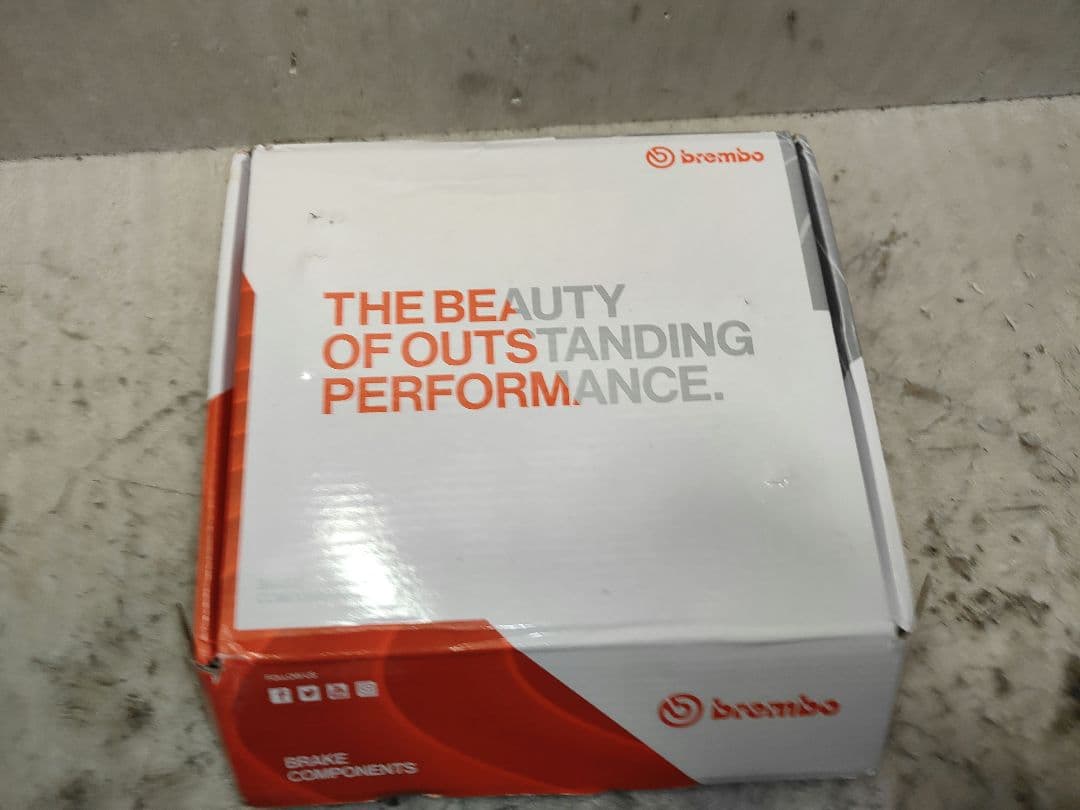 brembo
THE BEAUTY
OF OUTSTANDING
PERFORMANCE.
FOLLOW US
brembo
BRAKE
COMPONENTS